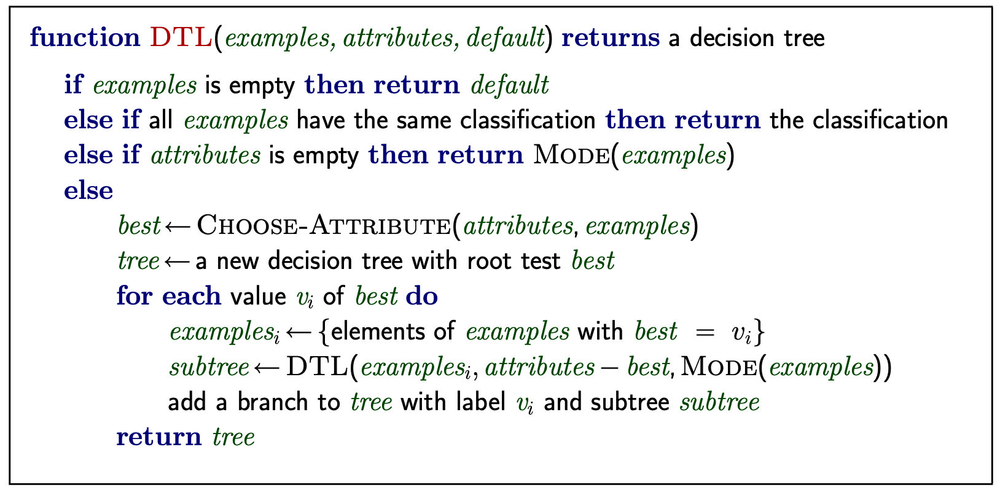 function DTL(examples, attributes, default) returns a decision tree
if examples is empty then return default
else if all examples have the same classification then return the classification
else if attributes is empty then return MODE(examples)
else
best ← CHOOSE-ATTRIBUTE(attributes, examples)
tree ← a new decision tree with root test best
for each value vᵢ of best do
examplesᵢ ← {elements of examples with best = vᵢ}
subtree ← DTL(examplesᵢ, attributes − best, MODE(examples))
add a branch to tree with label vᵢ and subtree subtree
return tree